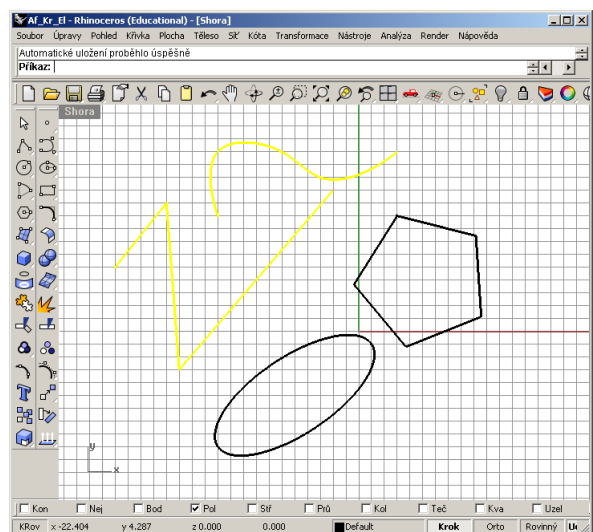 Af_Kr_El - Rhinoceros (Educational) - [Shora]
Soubor Úpravy Pohled Křivka Plocha Těleso Síť Kóta Transformace Nástroje Analýza Render Nápověda
Automatické uložení proběhlo úspěšně
Příkaz:
Shora
y
x
Kon Nej Bod Pol Stř Prů Kol Teč Kva Uzel
KRov x -22.404 y 4.287 z 0.000 0.000 Default Krok Orto Rovinný